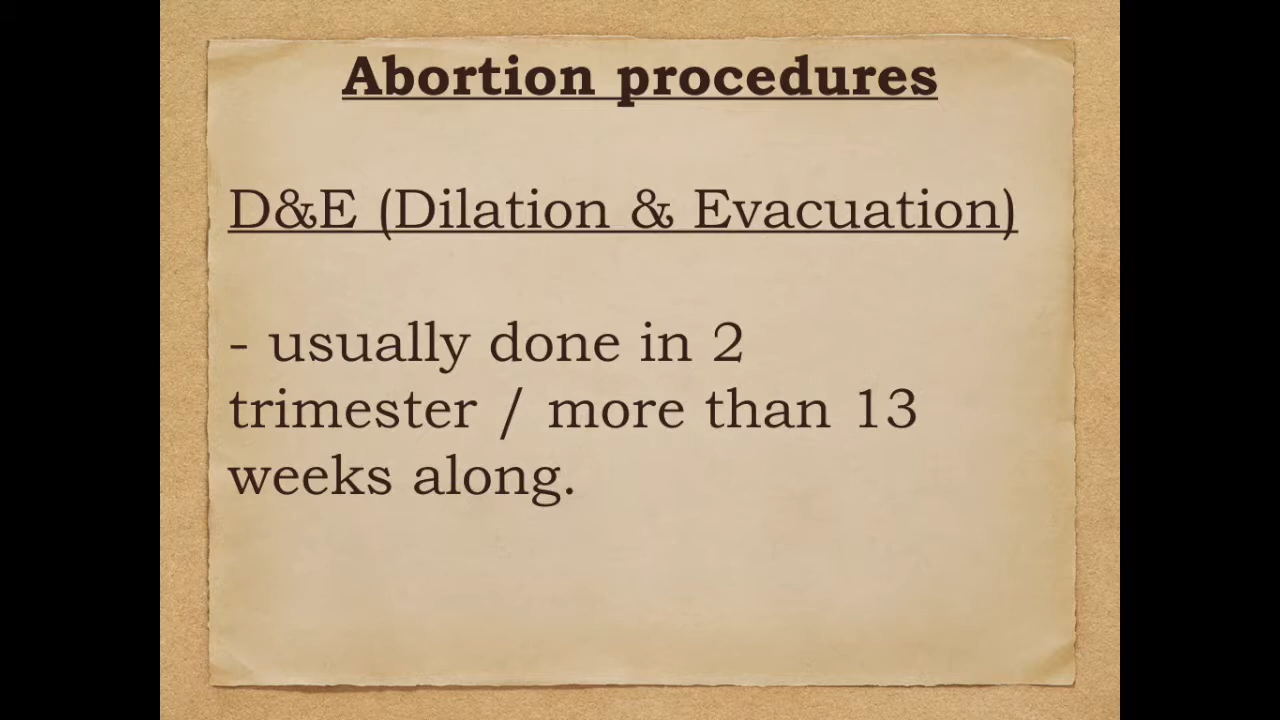 Abortion procedures
D&E (Dilation & Evacuation)
- usually done in 2
trimester / more than 13
weeks along.